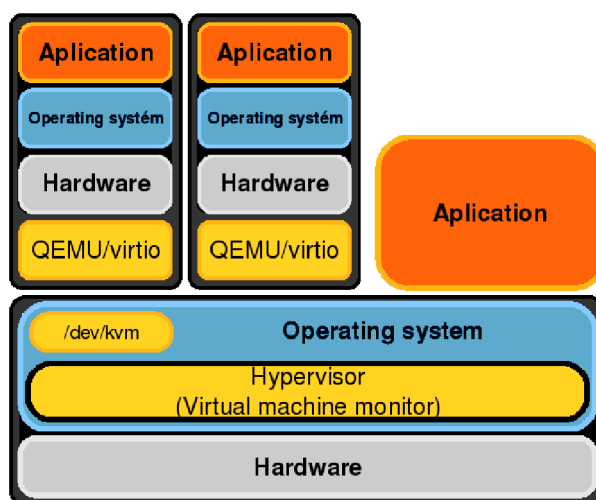 Aplication
Operating systém
Hardware
QEMU/virtio
Aplication
Operating systém
Hardware
QEMU/virtio
Aplication
/dev/kvm
Operating system
Hypervisor
(Virtual machine monitor)
Hardware